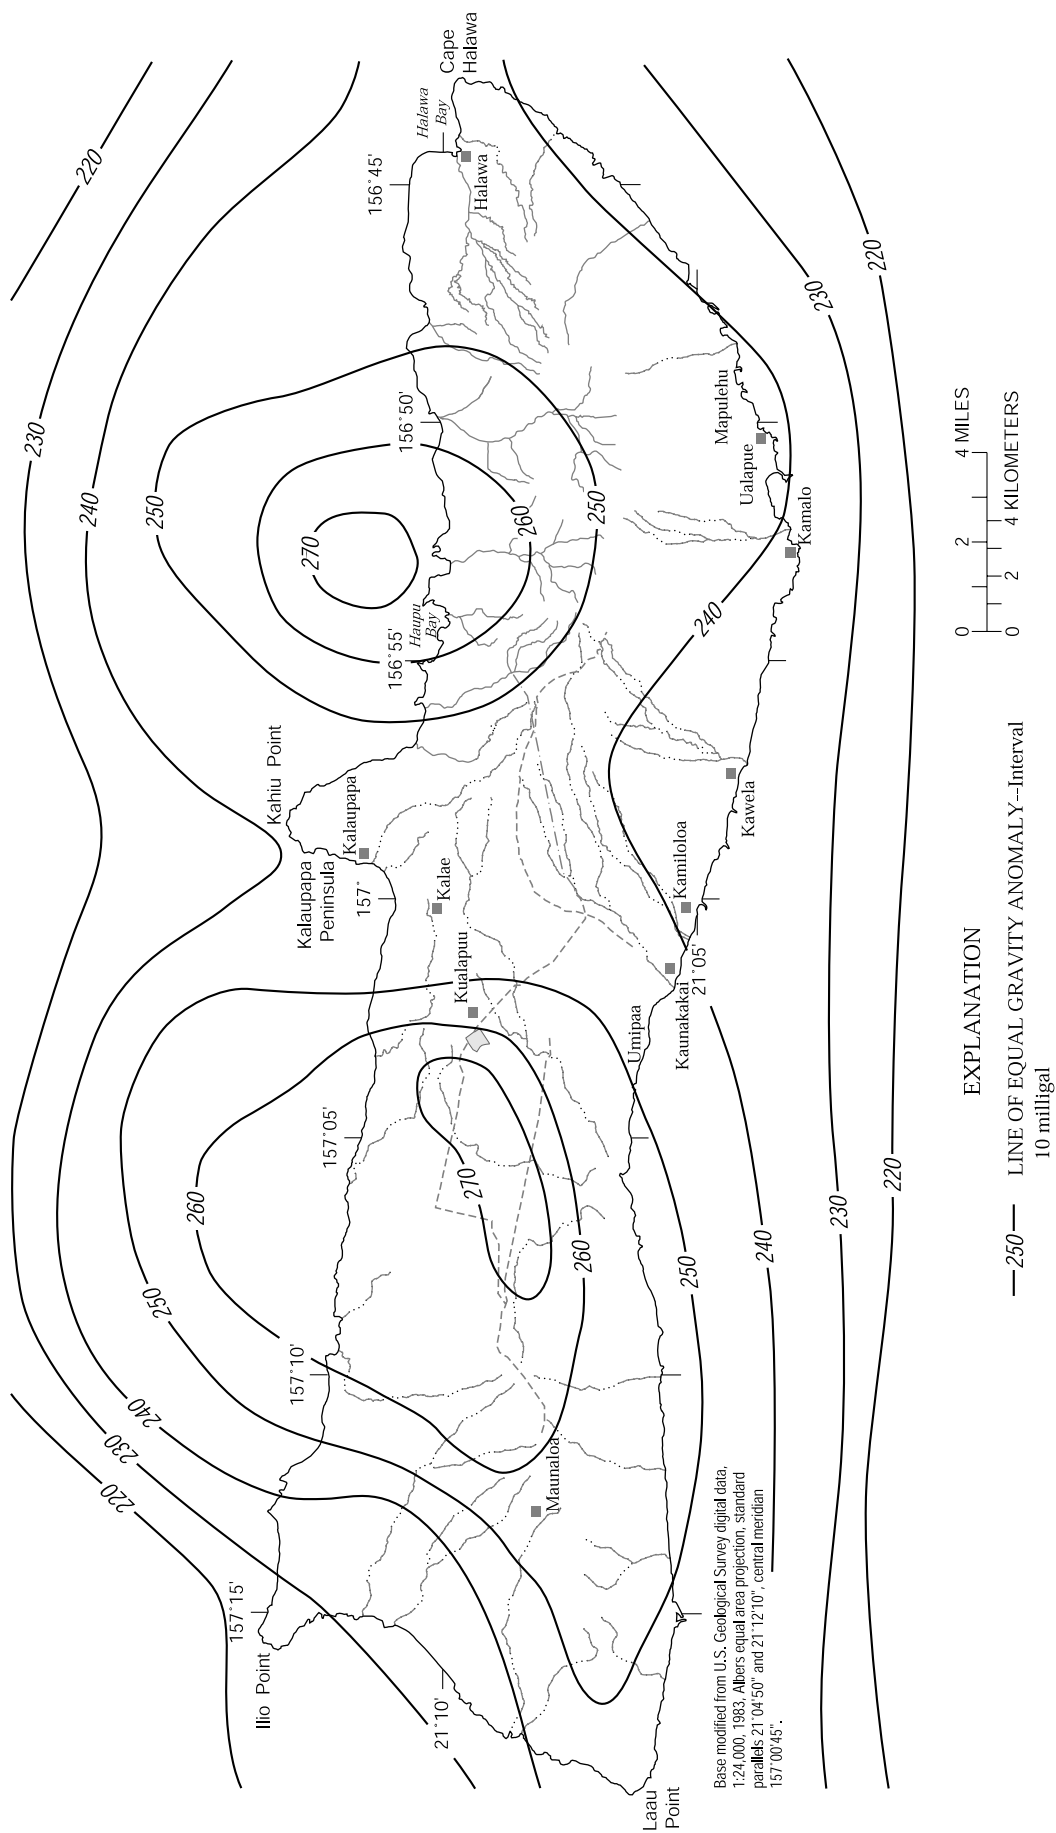 Cape
Halawa
Halawa
Bay
Halawa
156°45'
220
230
240
250
260
270
250
156°50'
Mapulehu
Ualapue
Kamalo
230
220
240
Haupu
Bay
156°55'
Kahiu Point
Kalaupapa
Kalaupapa
Peninsula
157°
Kalae
Kualapuu
Kawela
Kamiloloa
21°05'
Kaunakakai
Umipaa
157°05'
260
270
260
250
240
230
220
157°10'
250
240
230
220
Maunaloa
157°15'
Ilio Point
21°10'
Laau
Point
Base modified from U.S. Geological Survey digital data,
1:24,000, 1983, Albers equal area projection, standard
parallels 21°04'50" and 21°12'10", central meridian
157°00'45".
0 2 4 MILES
0 2 4 KILOMETERS
EXPLANATION
250 LINE OF EQUAL GRAVITY ANOMALY--Interval
10 milligal